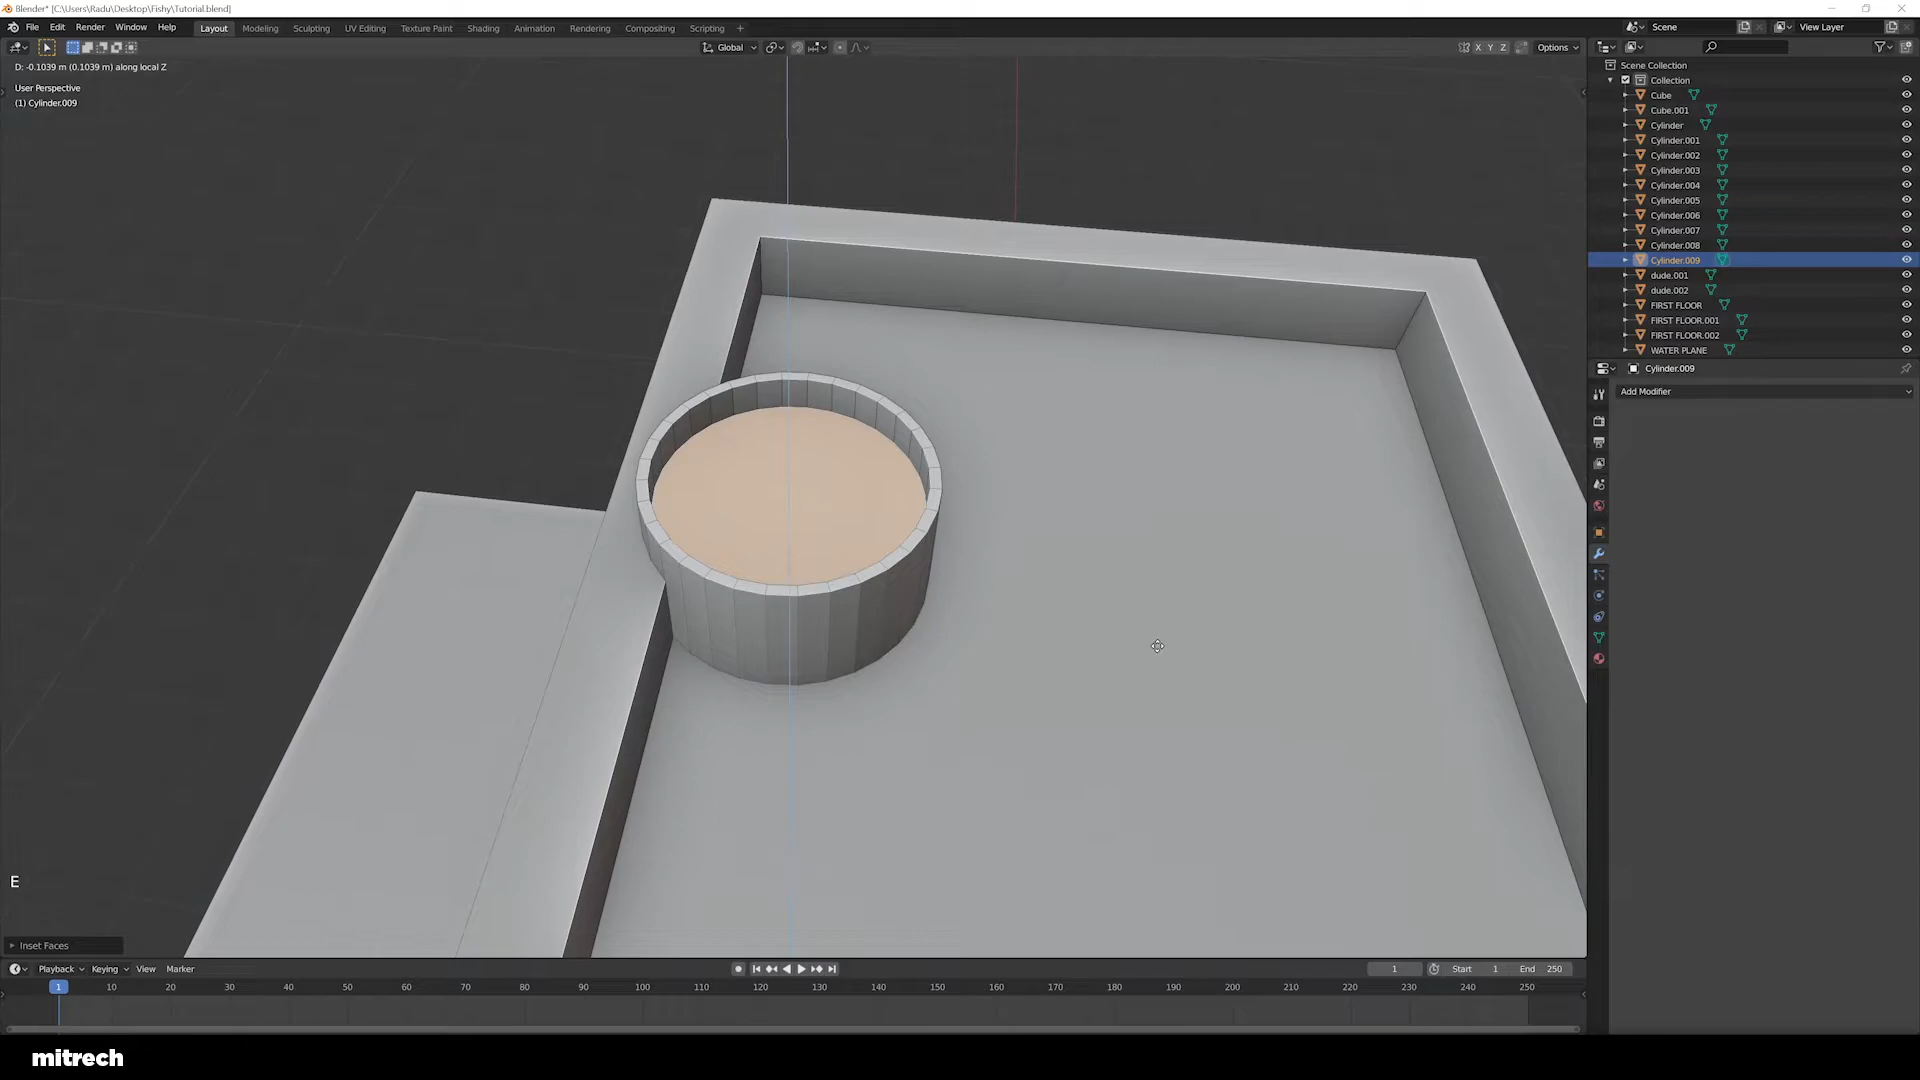 Blender* [C:\Users\Radu\Desktop\Fishy\Tutorial.blend]
File Edit Render Window Help
Layout Modeling Sculpting UV Editing Texture Paint Shading Animation Rendering Compositing Scripting +
Scene
View Layer
Global
X Y Z
Options
D: -0.1039 m (0.1039 m) along local Z
User Perspective
(1) Cylinder.009
Scene Collection
Collection
Cube
Cube.001
Cylinder
Cylinder.001
Cylinder.002
Cylinder.003
Cylinder.004
Cylinder.005
Cylinder.006
Cylinder.007
Cylinder.008
Cylinder.009
dude.001
dude.002
FIRST FLOOR
FIRST FLOOR.001
FIRST FLOOR.002
WATER PLANE
Cylinder.009
Add Modifier
E
Inset Faces
Playback Keying View Marker
1
Start 1 End 250
1 10 20 30 40 50 60 70 80 90 100 110 120 130 140 150 160 170 180 190 200 210 220 230 240 250
mitrech